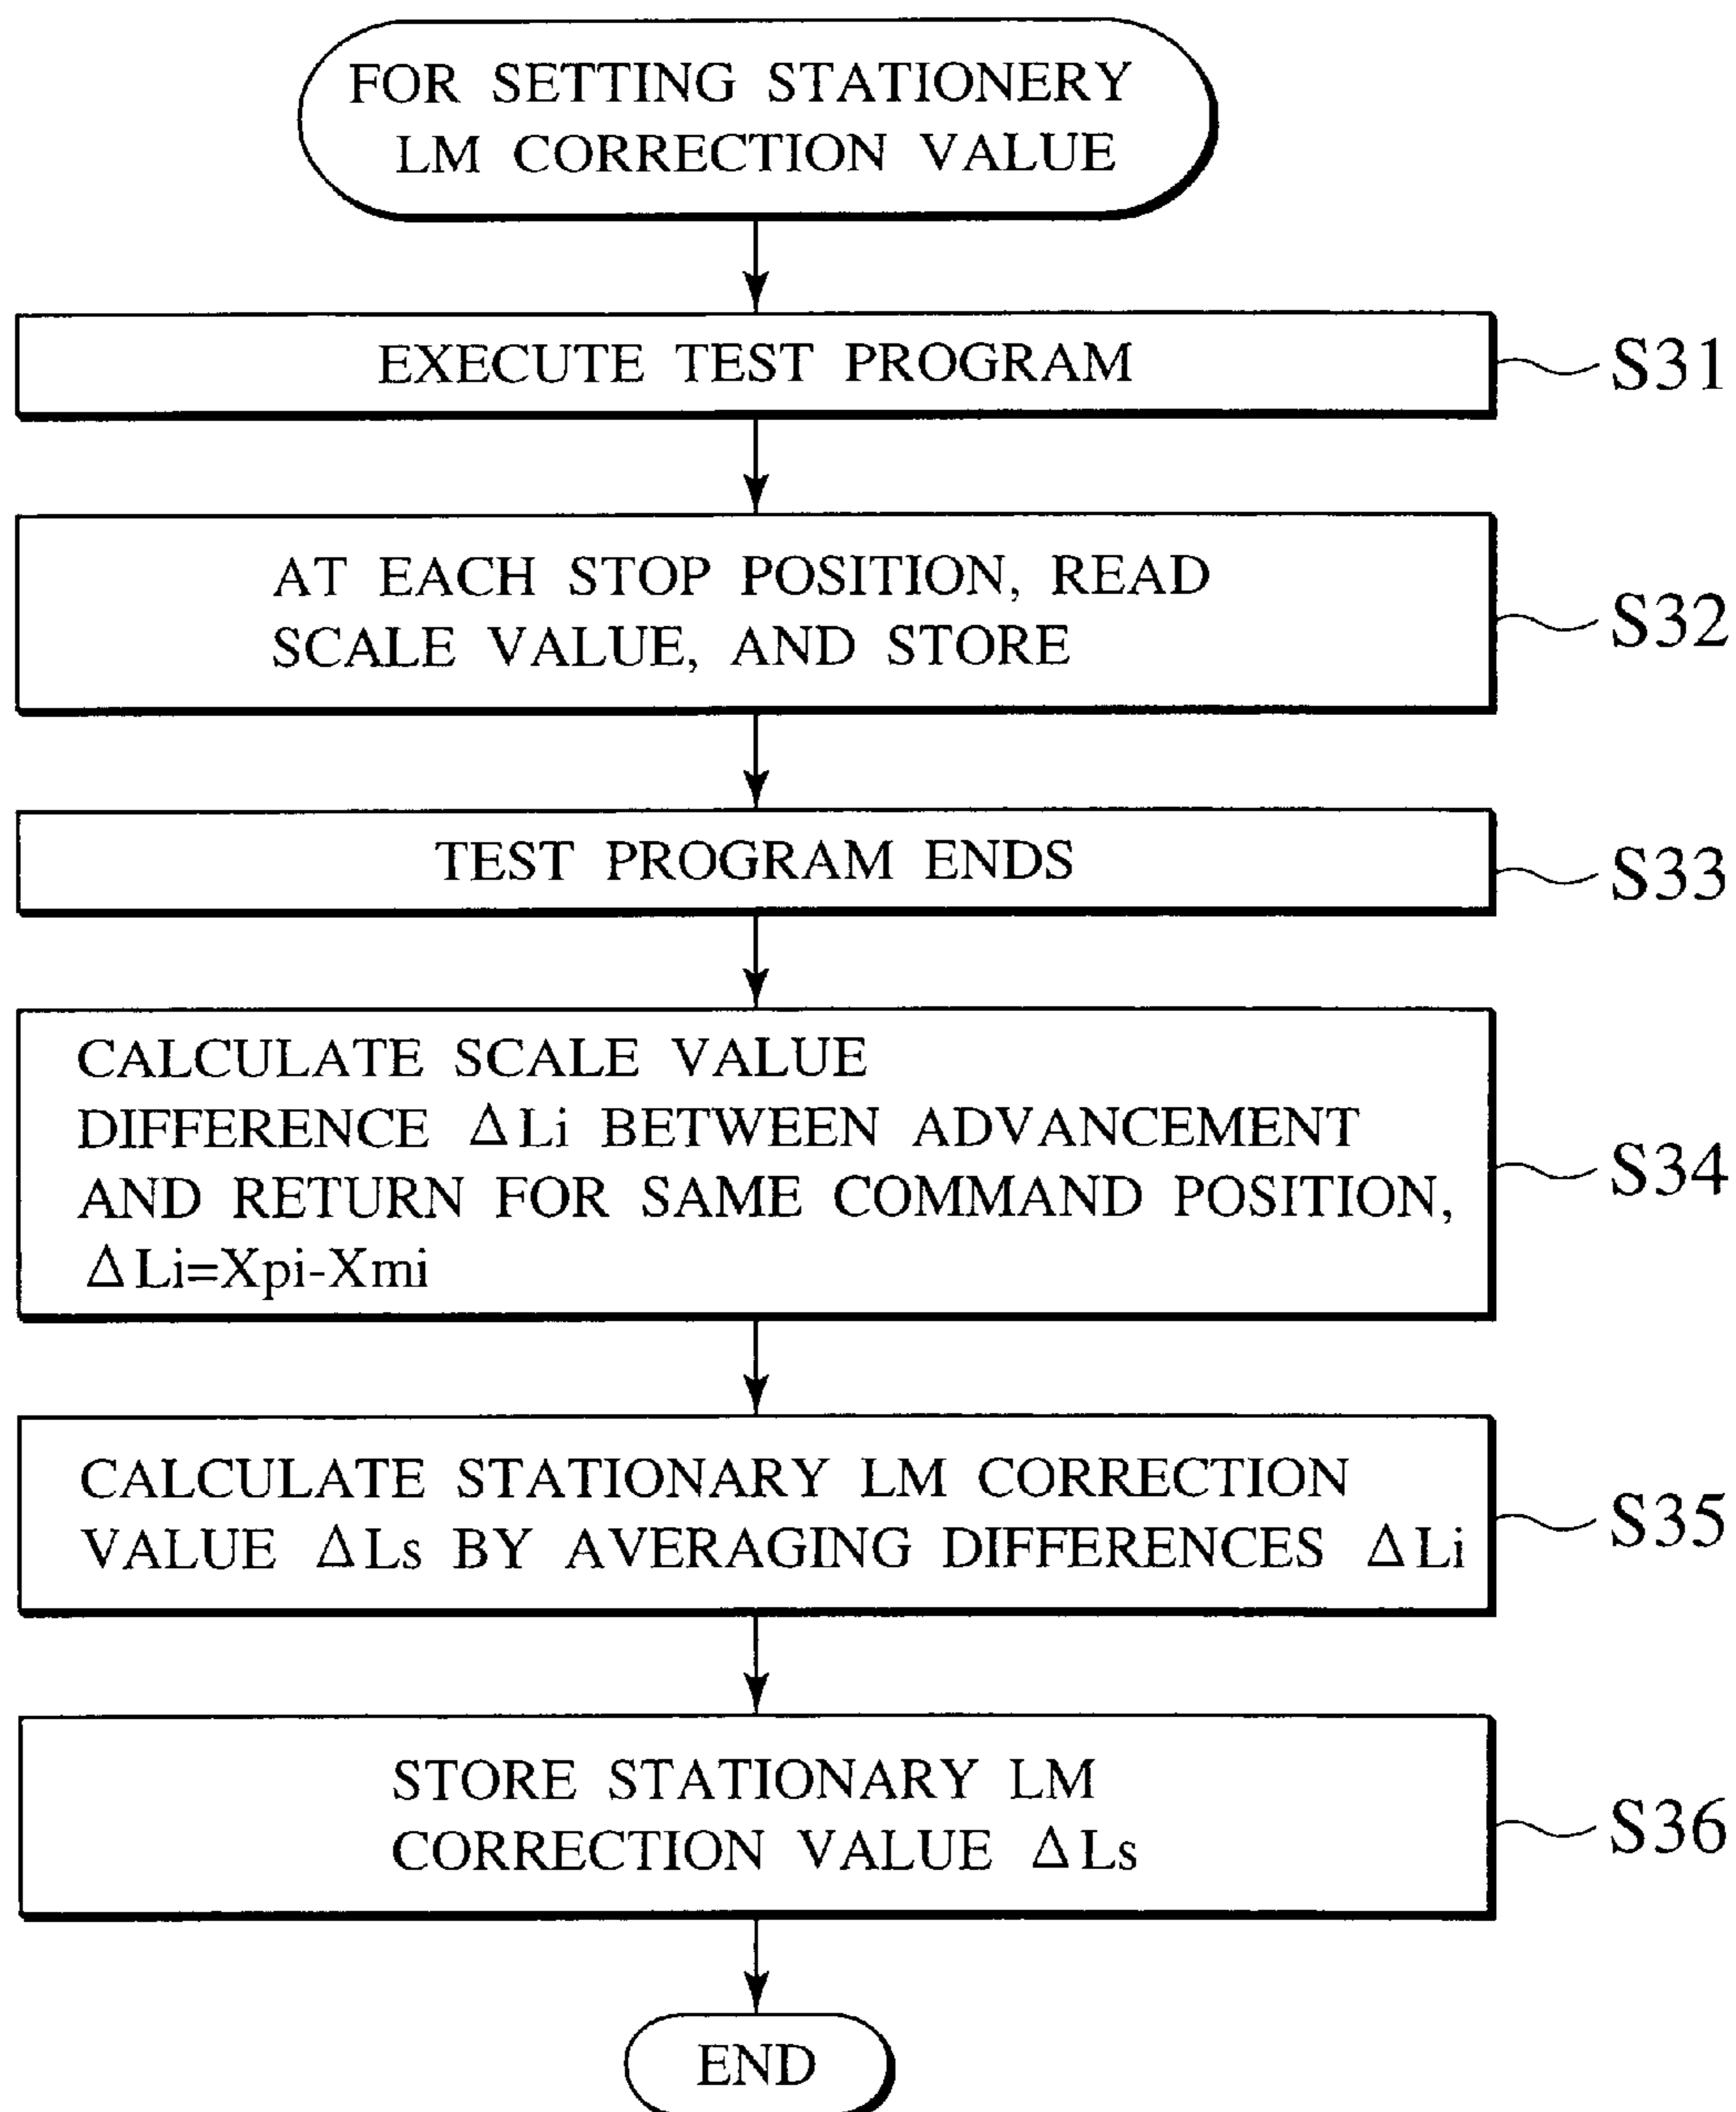 FOR SETTING STATIONERY
LM CORRECTION VALUE
EXECUTE TEST PROGRAM
S31
AT EACH STOP POSITION, READ
SCALE VALUE, AND STORE
S32
TEST PROGRAM ENDS
S33
CALCULATE SCALE VALUE
DIFFERENCE ΔLi BETWEEN ADVANCEMENT
AND RETURN FOR SAME COMMAND POSITION,
ΔLi=Xpi-Xmi
S34
CALCULATE STATIONARY LM CORRECTION
VALUE ΔLs BY AVERAGING DIFFERENCES ΔLi
S35
STORE STATIONARY LM
CORRECTION VALUE ΔLs
S36
END